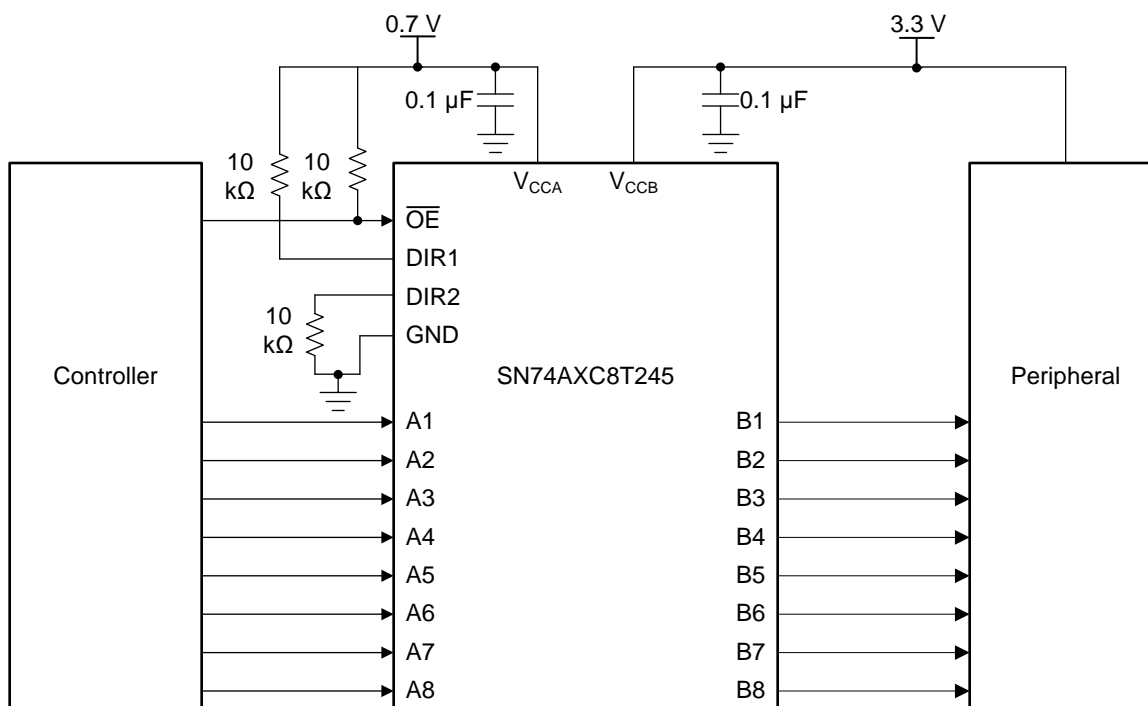 0.7 V
3.3 V
0.1 µF
0.1 µF
10
kΩ
10
kΩ
VCCA
VCCB
OE
DIR1
DIR2
10
kΩ
GND
Controller
SN74AXC8T245
Peripheral
A1
B1
A2
B2
A3
B3
A4
B4
A5
B5
A6
B6
A7
B7
A8
B8